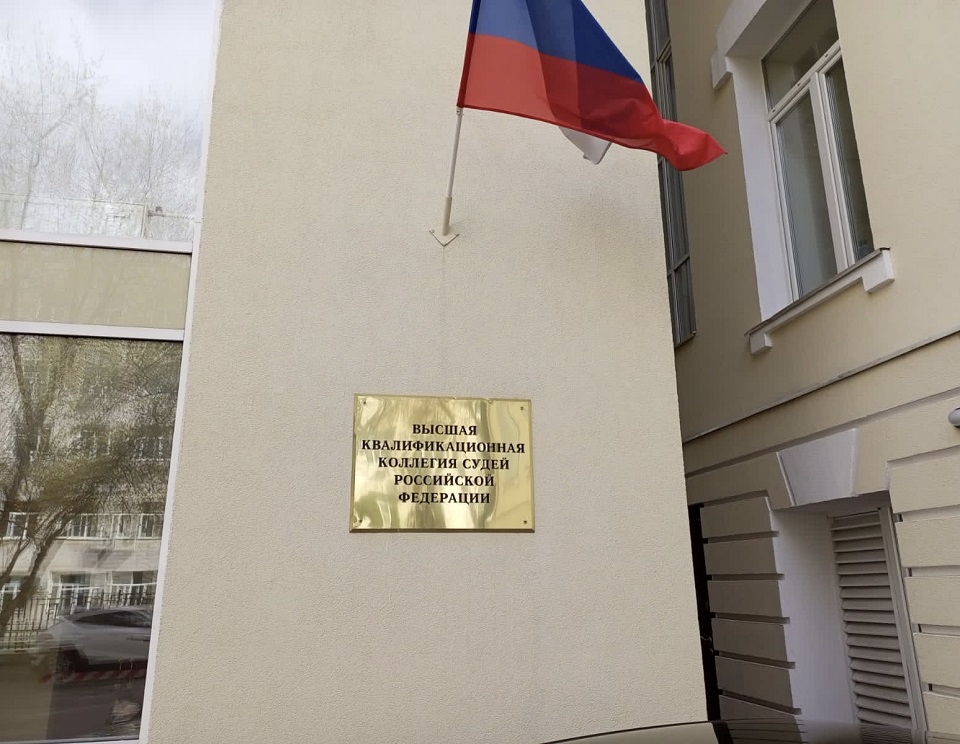 ВЫСШАЯ
КВАЛИФИКАЦИОННАЯ
КОЛЛЕГИЯ СУДЕЙ
РОССИЙСКОЙ
ФЕДЕРАЦИИ